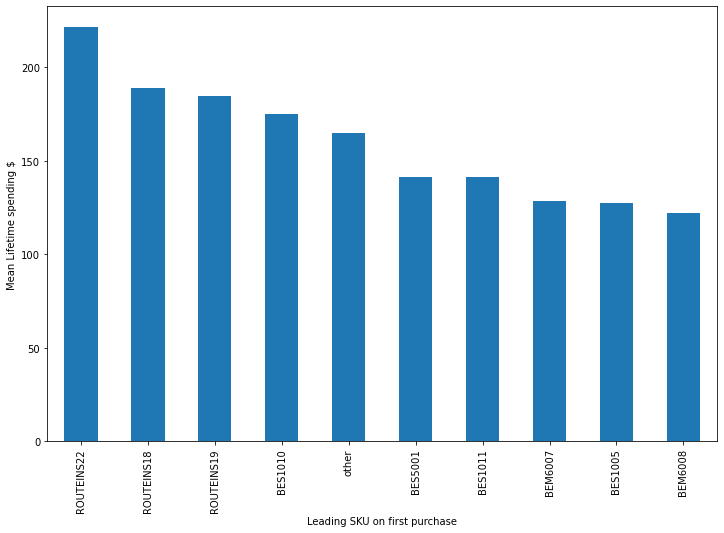 Mean Lifetime spending $
200
150
100
50
0
ROUTEINS22
ROUTEINS18
ROUTEINS19
BES1010
other
BES5001
BES1011
BEM6007
BES1005
BEM6008
Leading SKU on first purchase